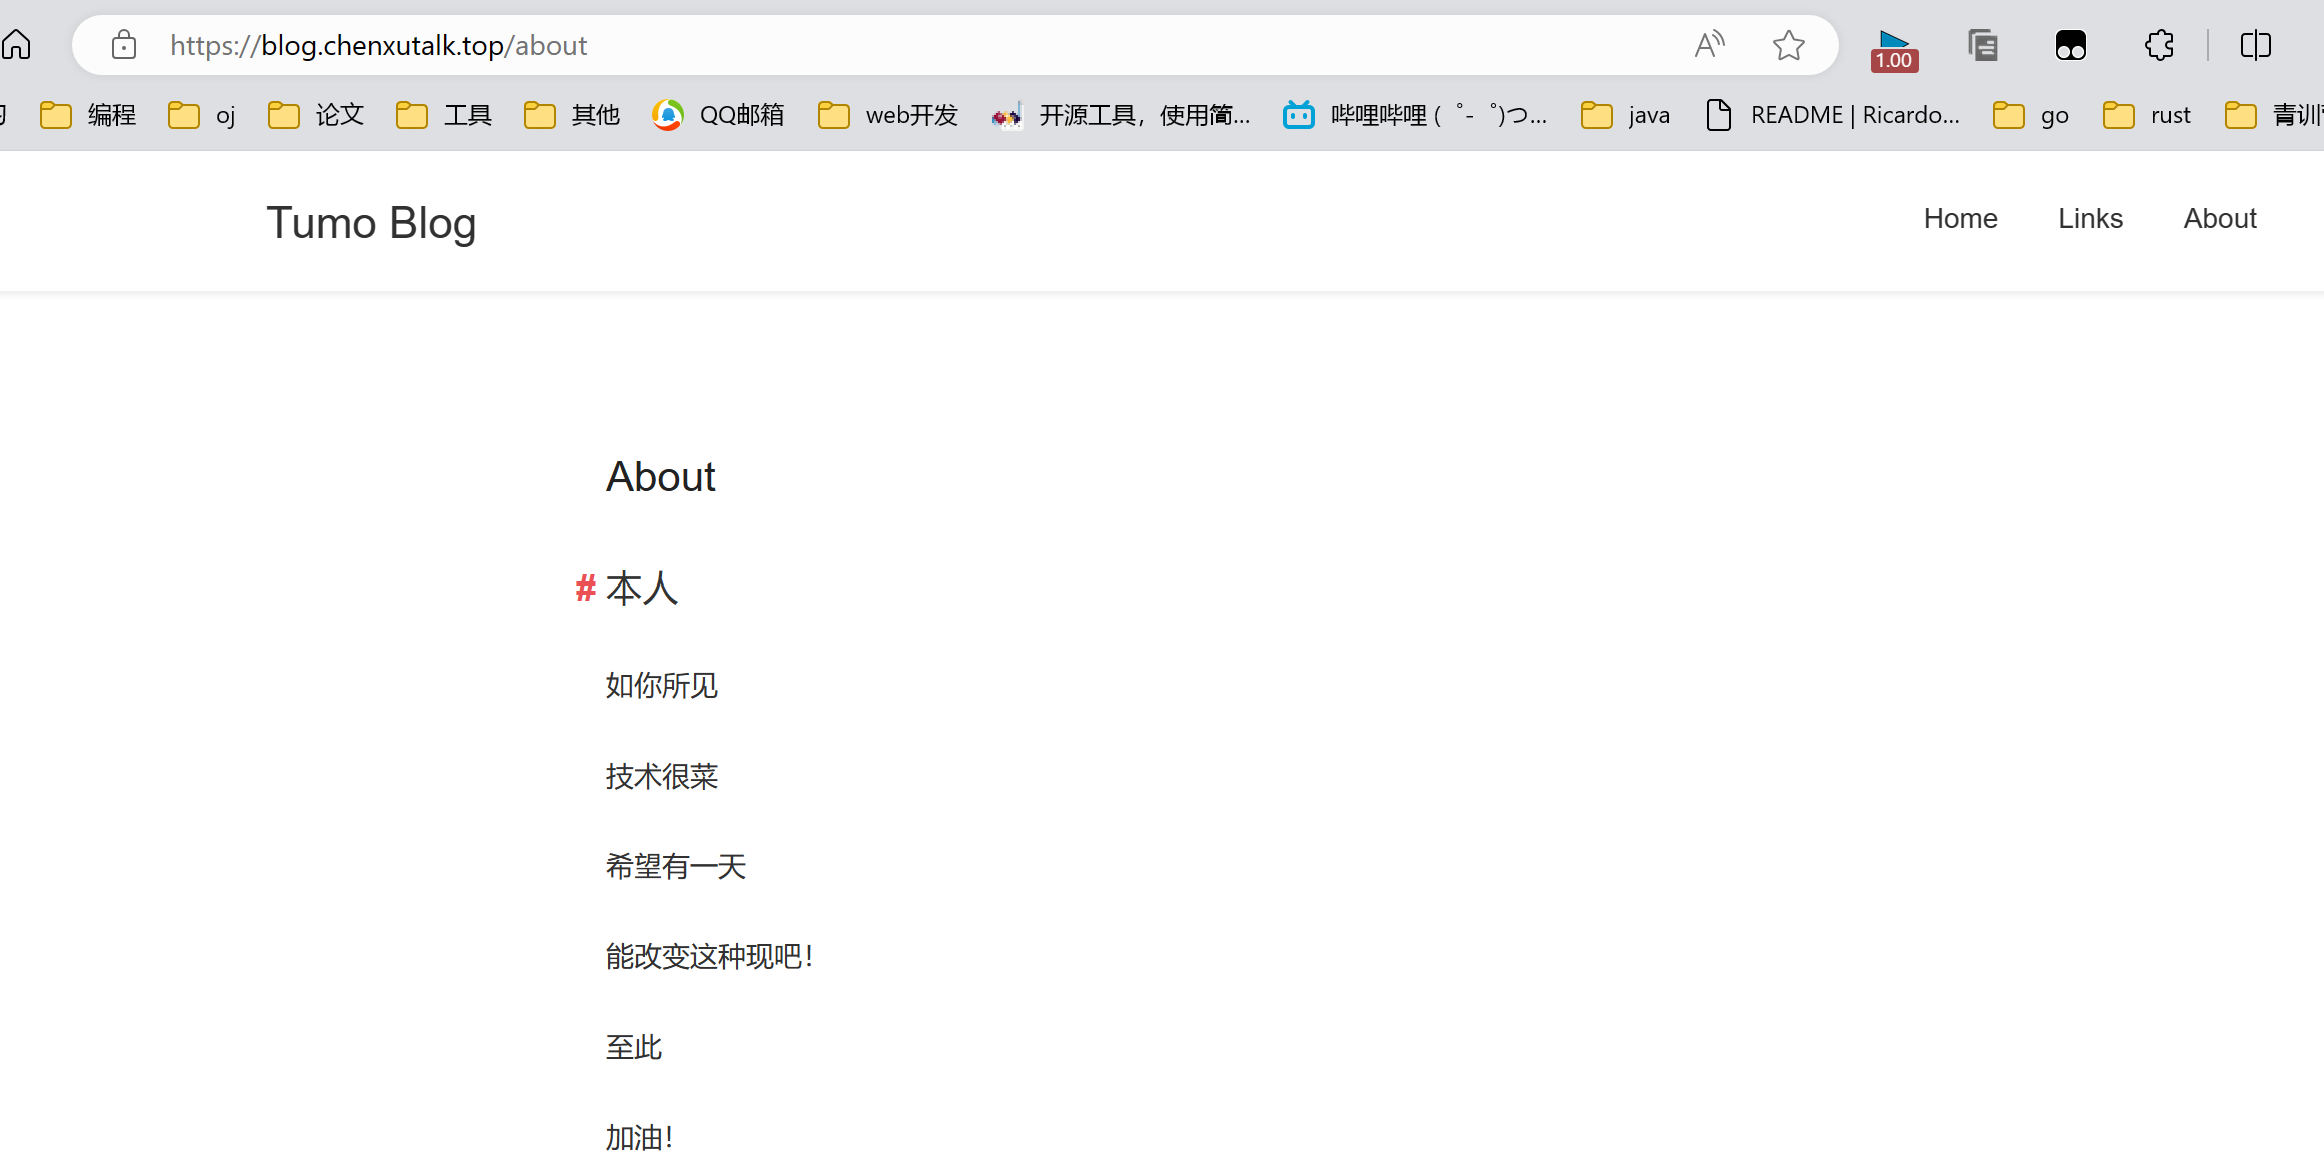 https://blog.chenxutalk.top/about
1.00
编程 oj 论文 工具 其他 QQ邮箱 web开发 开源工具，使用简... 哔哩哔哩 (゜-゜)つ... java README | Ricardo... go rust 青训
Tumo Blog Home Links About
About
# 本人
如你所见
技术很菜
希望有一天
能改变这种现吧！
至此
加油！